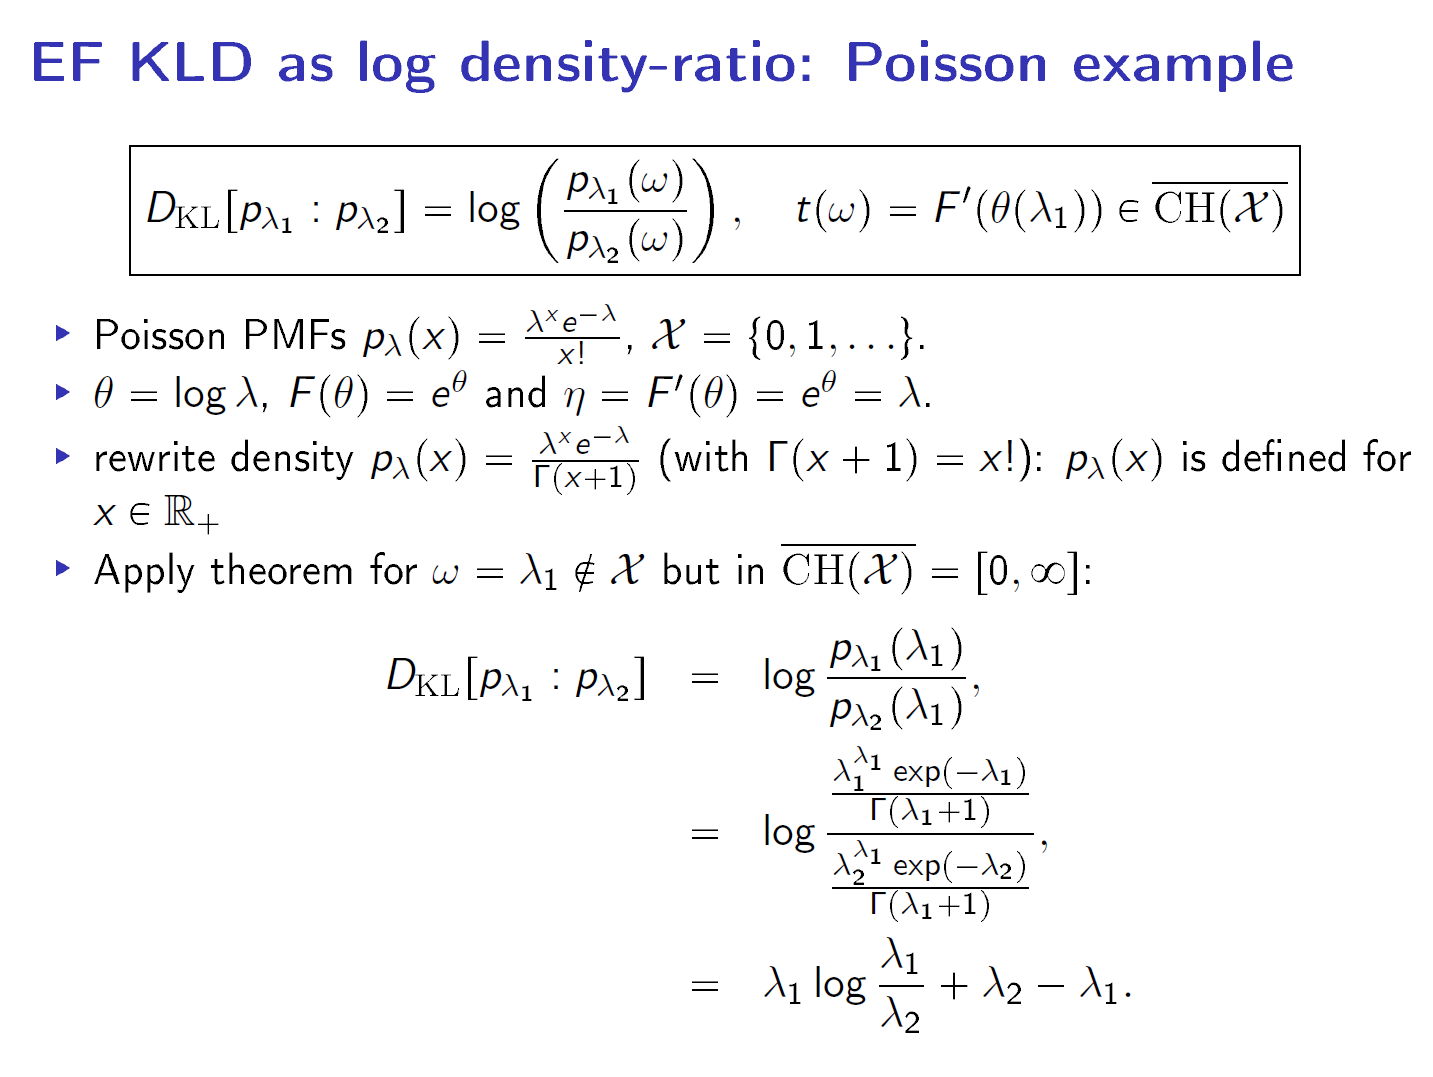 EF KLD as log density-ratio: Poisson example
$D_{\mathrm{KL}}[p_{\lambda_1} : p_{\lambda_2}] = \log\left(\frac{p_{\lambda_1}(\omega)}{p_{\lambda_2}(\omega)}\right), \quad t(\omega) = F'(\theta(\lambda_1)) \in \overline{\mathrm{CH}(\mathcal{X})}$
▶ Poisson PMFs $p_\lambda(x) = \frac{\lambda^x e^{-\lambda}}{x!}$, $\mathcal{X} = \{0, 1, \ldots\}$.
▶ $\theta = \log \lambda$, $F(\theta) = e^\theta$ and $\eta = F'(\theta) = e^\theta = \lambda$.
▶ rewrite density $p_\lambda(x) = \frac{\lambda^x e^{-\lambda}}{\Gamma(x+1)}$ (with $\Gamma(x + 1) = x!$): $p_\lambda(x)$ is defined for
$x \in \mathbb{R}_+$
▶ Apply theorem for $\omega = \lambda_1 \notin \mathcal{X}$ but in $\overline{\mathrm{CH}(\mathcal{X})} = [0, \infty]$:
$D_{\mathrm{KL}}[p_{\lambda_1} : p_{\lambda_2}] = \log \frac{p_{\lambda_1}(\lambda_1)}{p_{\lambda_2}(\lambda_1)},$
$= \log \frac{\frac{\lambda_1^{\lambda_1} \exp(-\lambda_1)}{\Gamma(\lambda_1+1)}}{\frac{\lambda_2^{\lambda_1} \exp(-\lambda_2)}{\Gamma(\lambda_1+1)}},$
$= \lambda_1 \log \frac{\lambda_1}{\lambda_2} + \lambda_2 - \lambda_1.$